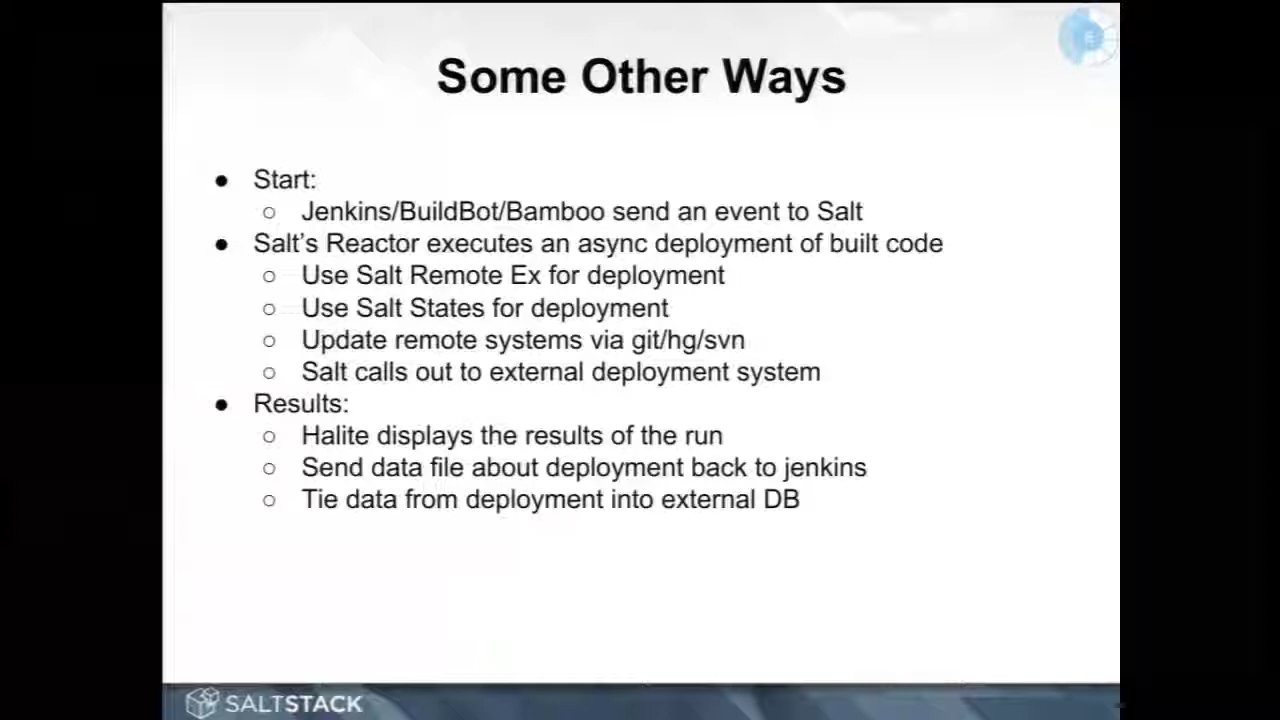 Some Other Ways
● Start:
○ Jenkins/BuildBot/Bamboo send an event to Salt
● Salt's Reactor executes an async deployment of built code
○ Use Salt Remote Ex for deployment
○ Use Salt States for deployment
○ Update remote systems via git/hg/svn
○ Salt calls out to external deployment system
● Results:
○ Halite displays the results of the run
○ Send data file about deployment back to jenkins
○ Tie data from deployment into external DB
SALTSTACK